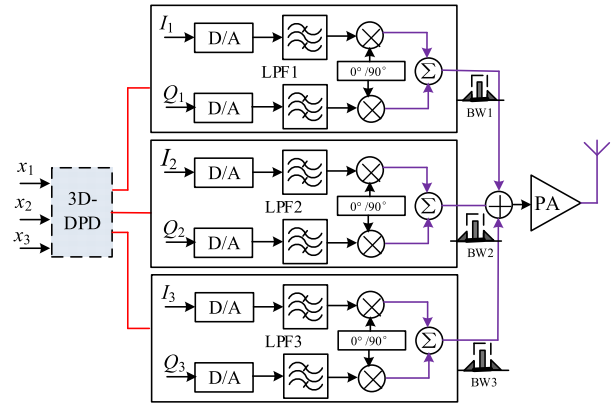 x₁
x₂
x₃
3D-
DPD
I₁
D/A
LPF1
0° /90°
Q₁
D/A
Σ
BW1
I₂
D/A
LPF2
0° /90°
Q₂
D/A
Σ
BW2
I₃
D/A
LPF3
0° /90°
Q₃
D/A
Σ
BW3
PA